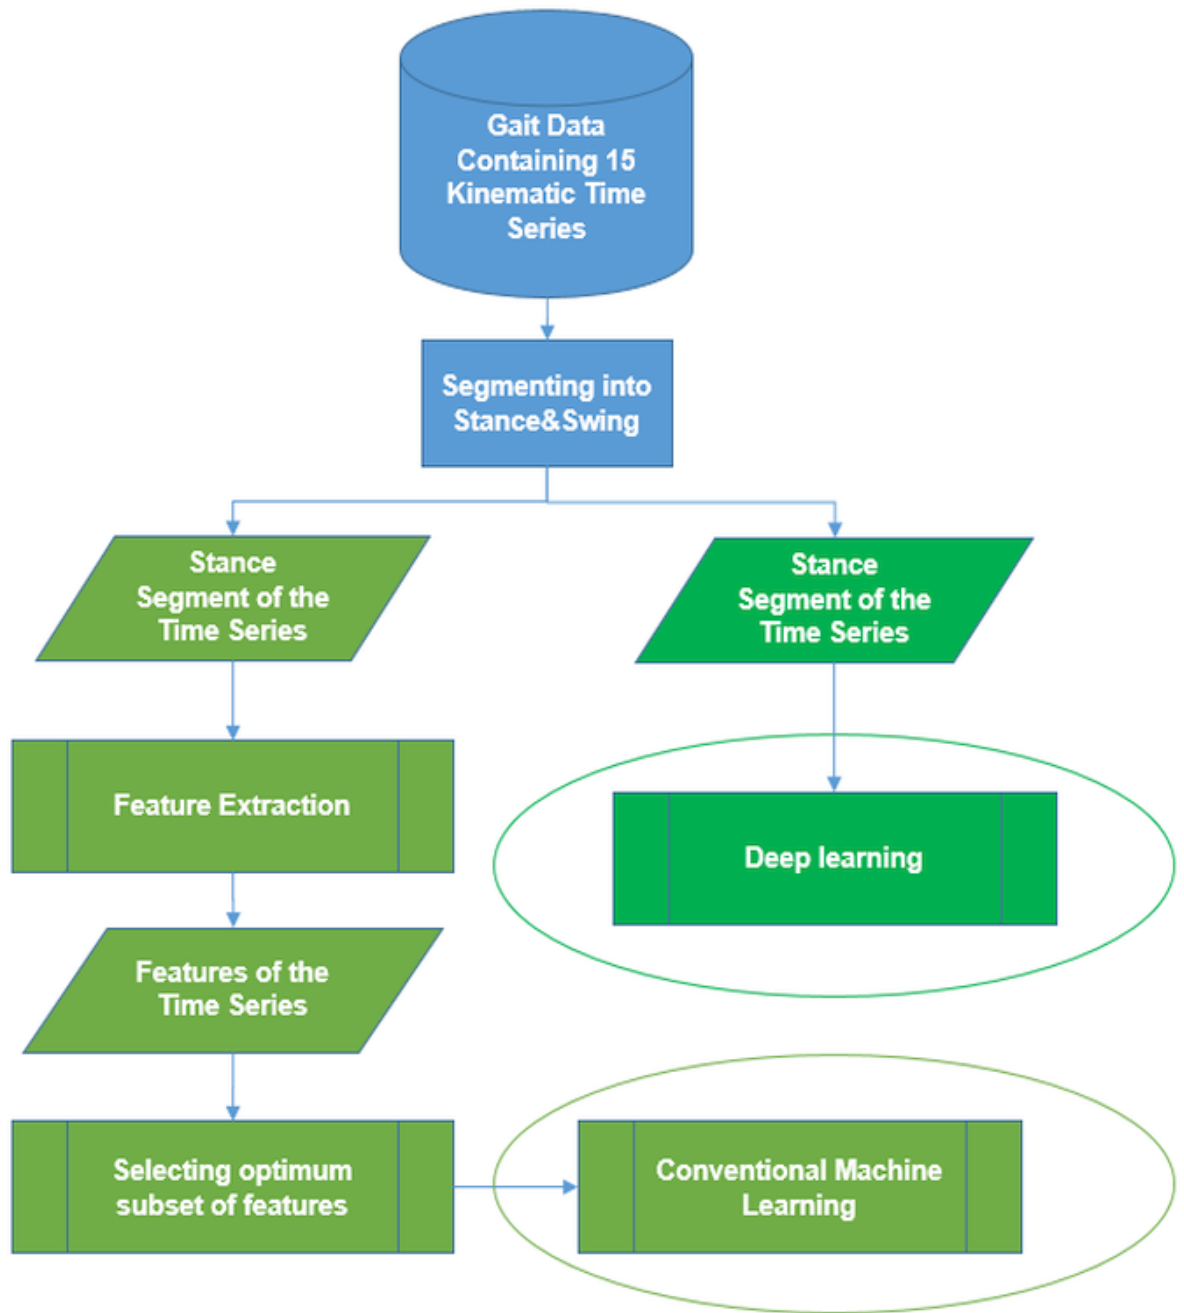 Gait Data
Containing 15
Kinematic Time
Series
Segmenting into
Stance&Swing
Stance
Segment of the
Time Series
Stance
Segment of the
Time Series
Feature Extraction
Deep learning
Features of the
Time Series
Selecting optimum
subset of features
Conventional Machine
Learning